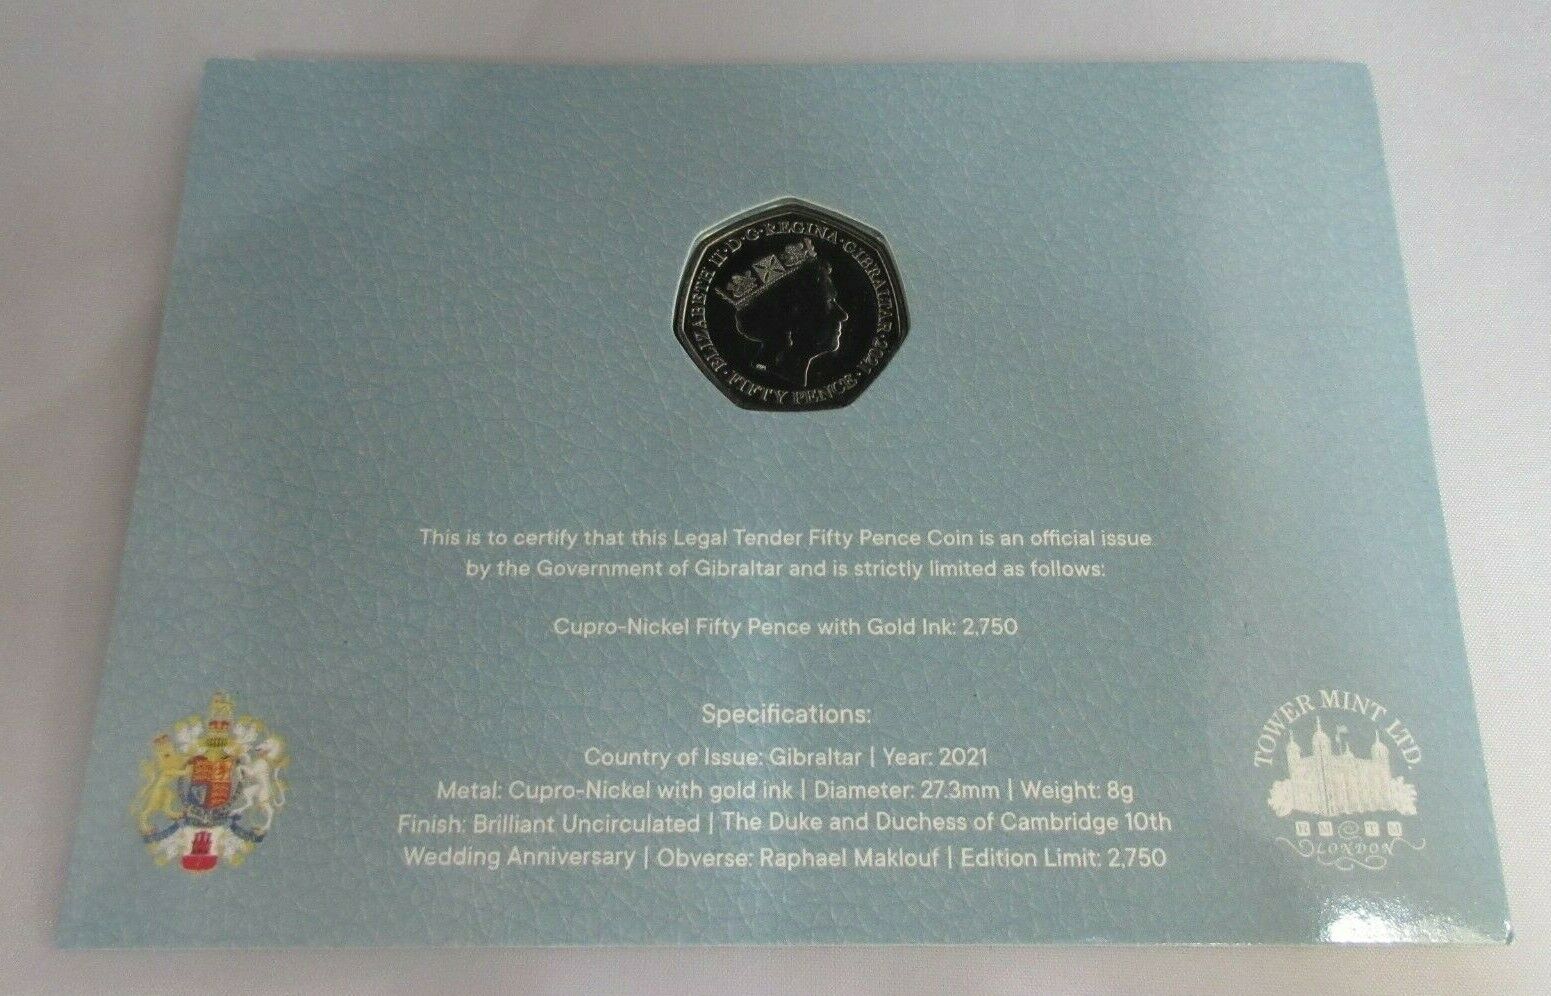 ·ELIZABETH II·D·G·REGINA·GIBRALTAR·2021·
FIFTY PENCE
This is to certify that this Legal Tender Fifty Pence Coin is an official issue
by the Government of Gibraltar and is strictly limited as follows:
Cupro-Nickel Fifty Pence with Gold Ink: 2,750
Specifications:
Country of Issue: Gibraltar | Year: 2021
Metal: Cupro-Nickel with gold ink | Diameter: 27.3mm | Weight: 8g
Finish: Brilliant Uncirculated | The Duke and Duchess of Cambridge 10th
Wedding Anniversary | Obverse: Raphael Maklouf | Edition Limit: 2,750
TOWER MINT LTD.
LONDON